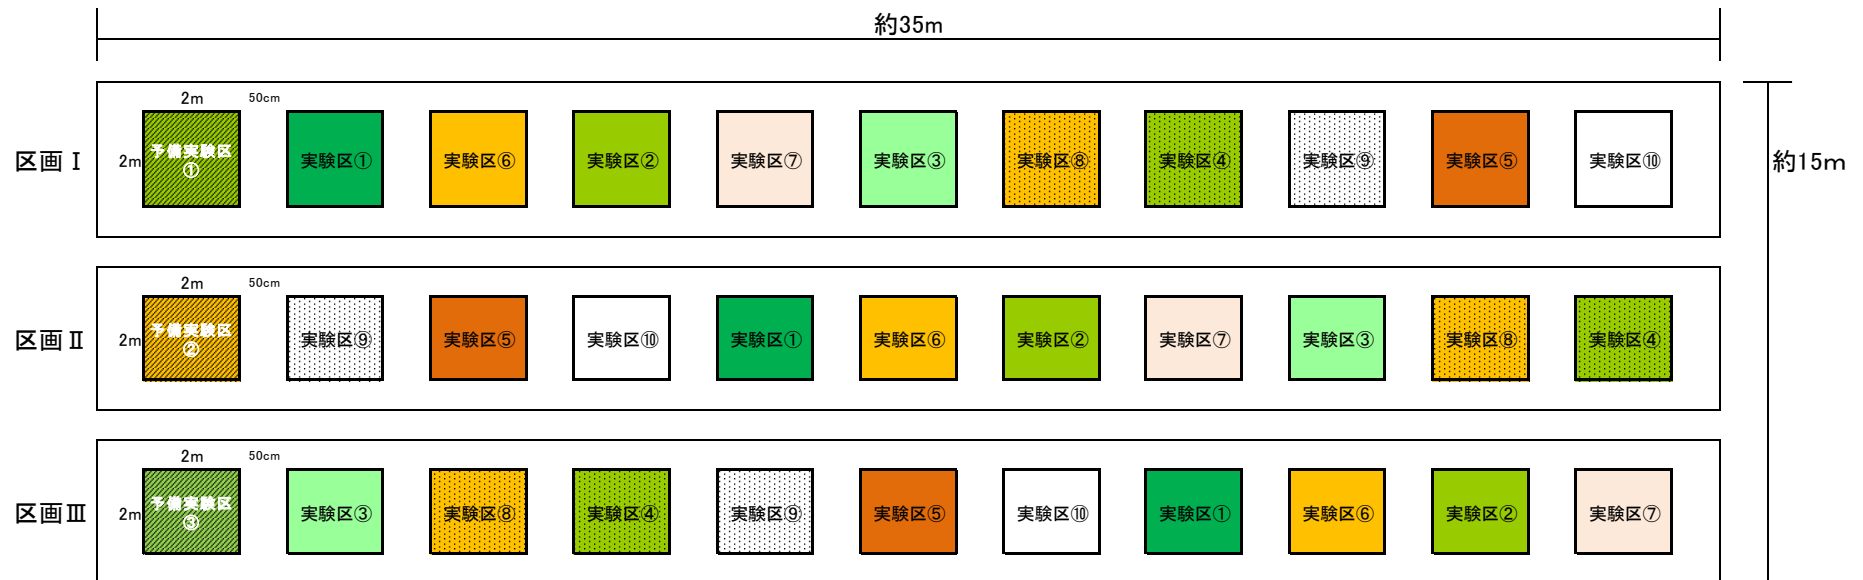 約35m
2m 50cm
区画Ⅰ 2m 予備実験区① 実験区① 実験区⑥ 実験区② 実験区⑦ 実験区③ 実験区⑧ 実験区④ 実験区⑨ 実験区⑤ 実験区⑩ 約15m
2m 50cm
区画Ⅱ 2m 予備実験区② 実験区⑨ 実験区⑤ 実験区⑩ 実験区① 実験区⑥ 実験区② 実験区⑦ 実験区③ 実験区⑧ 実験区④
2m 50cm
区画Ⅲ 2m 予備実験区③ 実験区③ 実験区⑧ 実験区④ 実験区⑨ 実験区⑤ 実験区⑩ 実験区① 実験区⑥ 実験区② 実験区⑦